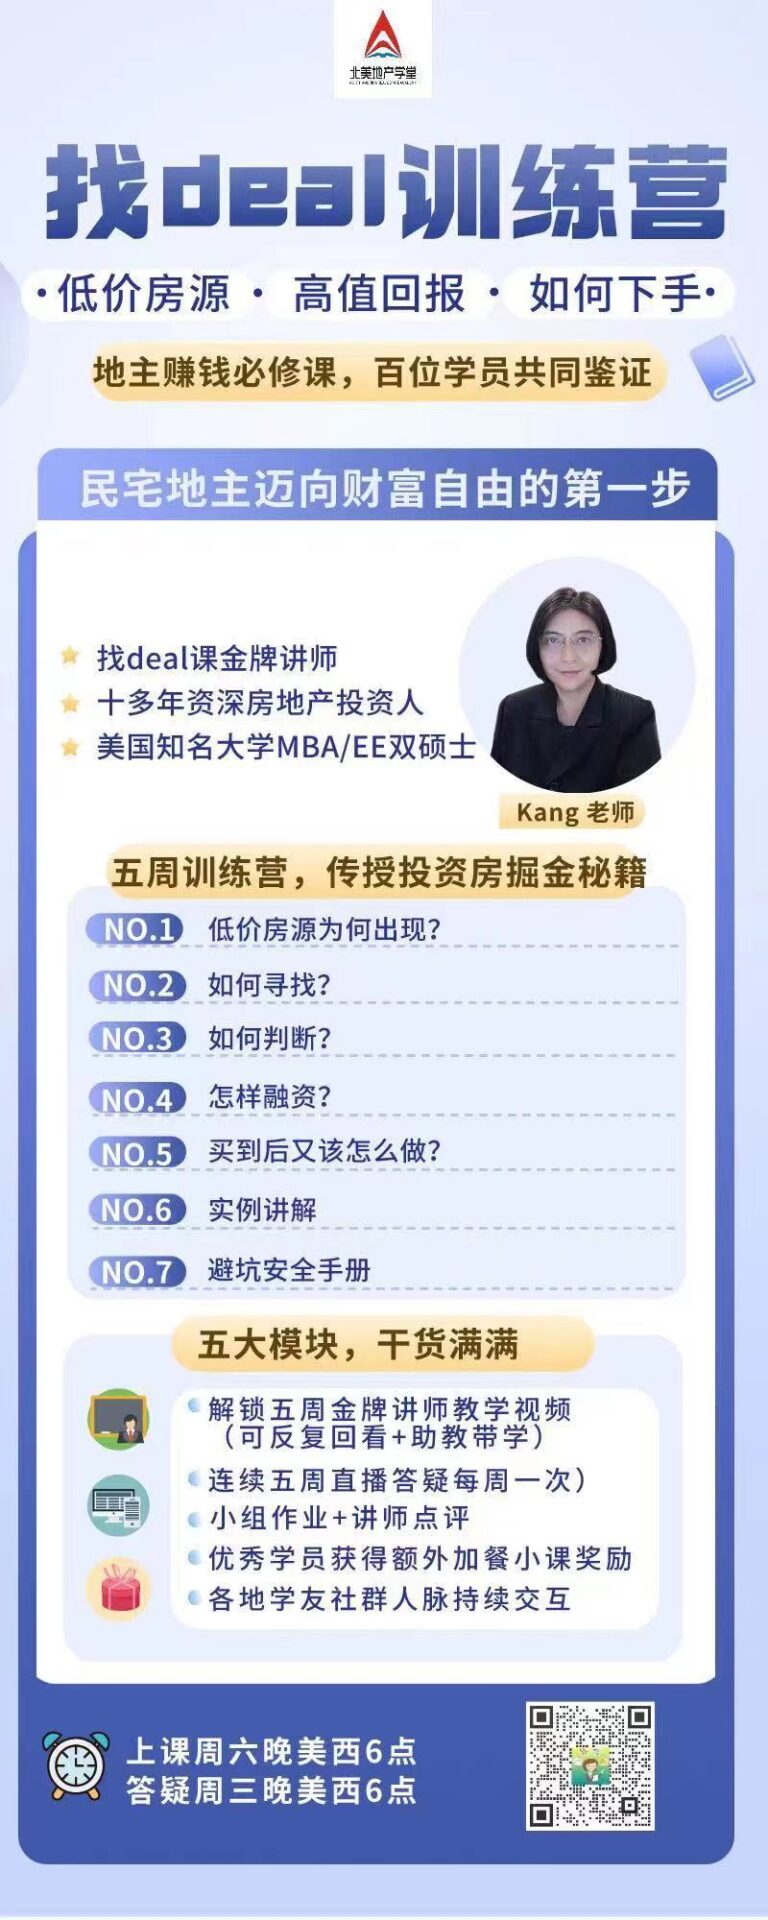 北美地产学堂
找deal训练营
·低价房源 · 高值回报 · 如何下手·
地主赚钱必修课，百位学员共同鉴证
民宅地主迈向财富自由的第一步
找deal课金牌讲师
十多年资深房地产投资人
美国知名大学MBA/EE双硕士
Kang 老师
五周训练营，传授投资房掘金秘籍
NO.1 低价房源为何出现?
NO.2 如何寻找?
NO.3 如何判断?
NO.4 怎样融资?
NO.5 买到后又该怎么做?
NO.6 实例讲解
NO.7 避坑安全手册
五大模块，干货满满
解锁五周金牌讲师教学视频
（可反复回看+助教带学）
连续五周直播答疑每周一次）
小组作业+讲师点评
优秀学员获得额外加餐小课奖励
各地学友社群人脉持续交互
上课周六晚美西6点
答疑周三晚美西6点